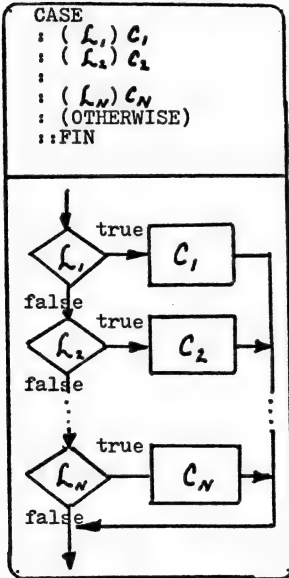 CASE
: (ℒ₁) C₁
: (ℒ₂) C₂
:
: (ℒN) CN
: (OTHERWISE)
::FIN
true
ℒ₁
C₁
false
true
ℒ₂
C₂
false
true
ℒN
CN
false